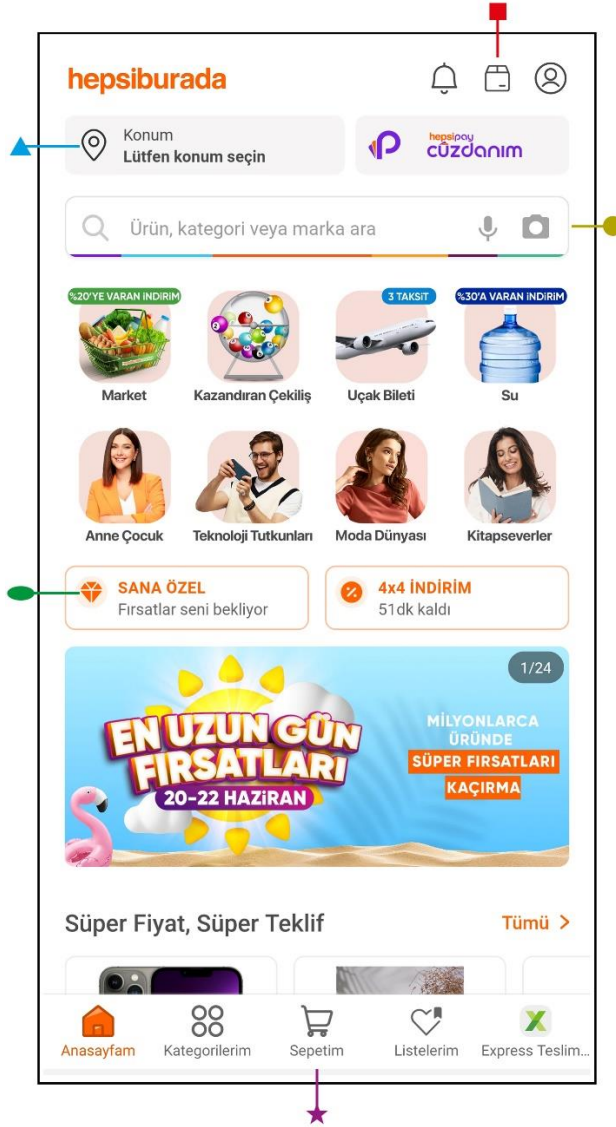 hepsiburada
Konum
Lütfen konum seçin
hepsipay
cüzdanım
Ürün, kategori veya marka ara
%20'YE VARAN İNDİRİM
3 TAKSİT
%30'A VARAN İNDİRİM
Market
Kazandıran Çekiliş
Uçak Bileti
Su
Anne Çocuk
Teknoloji Tutkunları
Moda Dünyası
Kitapseverler
SANA ÖZEL
Fırsatlar seni bekliyor
4x4 İNDİRİM
51dk kaldı
1/24
EN UZUN GÜN
FIRSATLARI
20-22 HAZİRAN
MİLYONLARCA
ÜRÜNDE
SÜPER FIRSATLARI
KAÇIRMA
Süper Fiyat, Süper Teklif
Tümü >
Anasayfam
Kategorilerim
Sepetim
Listelerim
Express Teslim...